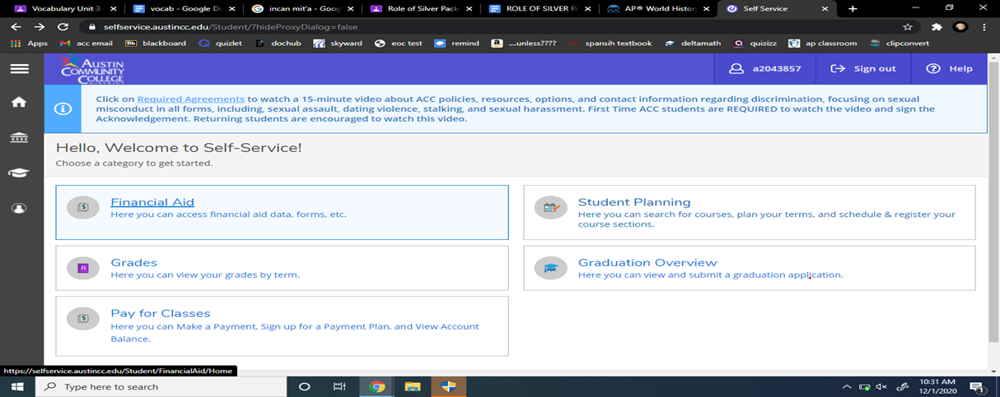 Vocabulary Unit 3-
vocab - Google Do
incan mit'a - Goog
Role of Silver Pack
ROLE OF SILVER P
AP® World History
Self Service
selfservice.austincc.edu/Student/?hideProxyDialog=false
Apps
acc email
blackboard
quizlet
dochub
skyward
eoc test
remind
....unless????
spansih textbook
deltamath
quizizz
ap classroom
clipconvert
AUSTIN
COMMUNITY
COLLEGE
DISTRICT
a2043857
Sign out
Help
Click on Required Agreements to watch a 15-minute video about ACC policies, resources, options, and contact information regarding discrimination, focusing on sexual
misconduct in all forms, including, sexual assault, dating violence, stalking, and sexual harassment. First Time ACC students are REQUIRED to watch the video and sign the
Acknowledgement. Returning students are encouraged to watch this video.
Hello, Welcome to Self-Service!
Choose a category to get started.
Financial Aid
Here you can access financial aid data, forms, etc.
Student Planning
Here you can search for courses, plan your terms, and schedule & register your
course sections.
Grades
Here you can view your grades by term.
Graduation Overview
Here you can view and submit a graduation application.
Pay for Classes
Here you can Make a Payment, Sign up for a Payment Plan, and View Account
Balance.
https://selfservice.austincc.edu/Student/FinancialAid/Home
Type here to search
10:31 AM
12/1/2020
1